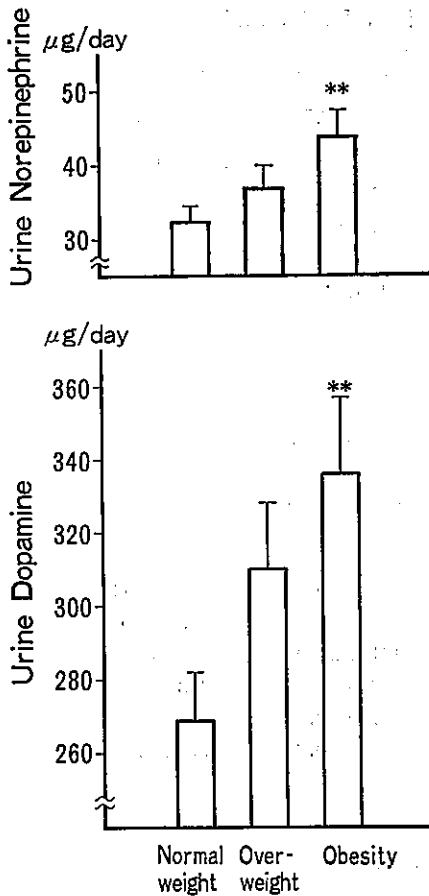 μg/day
Urine Norepinephrine
50
40
30
**
μg/day
Urine Dopamine
360
340
320
300
280
260
**
Normal weight
Over-weight
Obesity